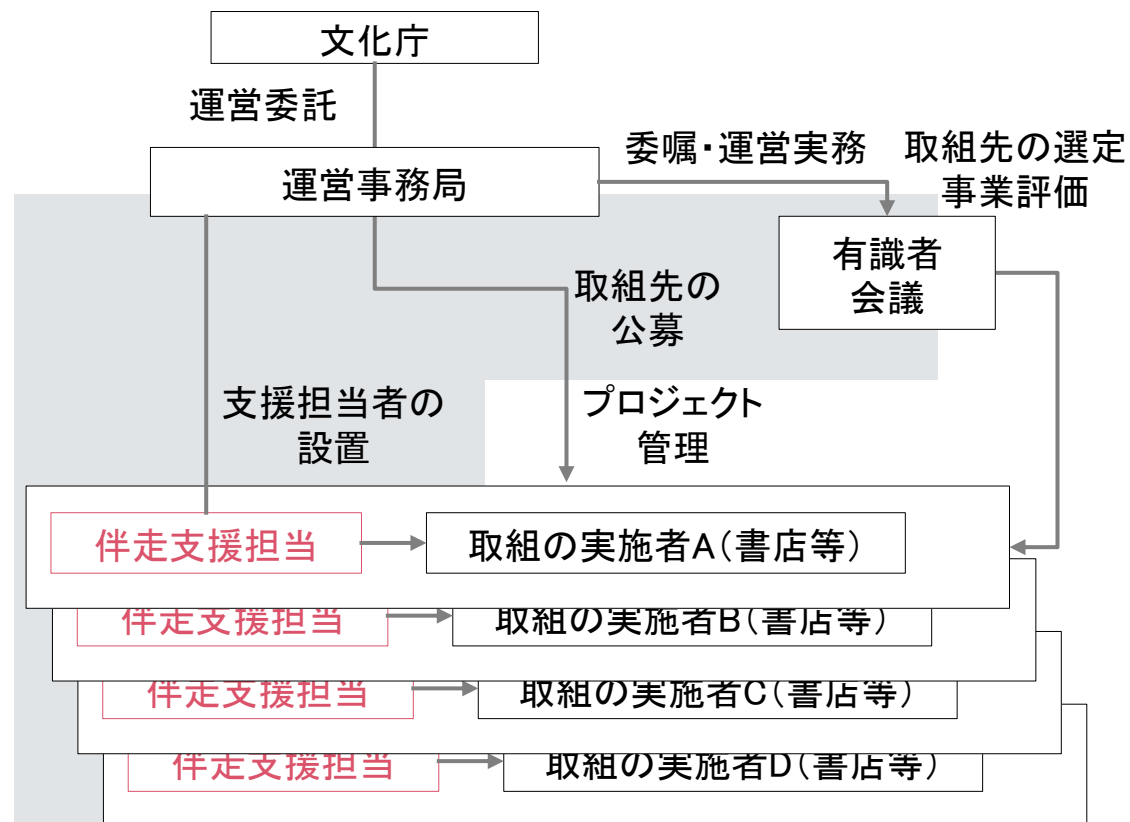 文化庁
運営委託
運営事務局
委嘱・運営実務
取組先の選定
事業評価
有識者
会議
取組先の
公募
支援担当者の
設置
プロジェクト
管理
伴走支援担当
取組の実施者A(書店等)
伴走支援担当
取組の実施者B(書店等)
伴走支援担当
取組の実施者C(書店等)
伴走支援担当
取組の実施者D(書店等)